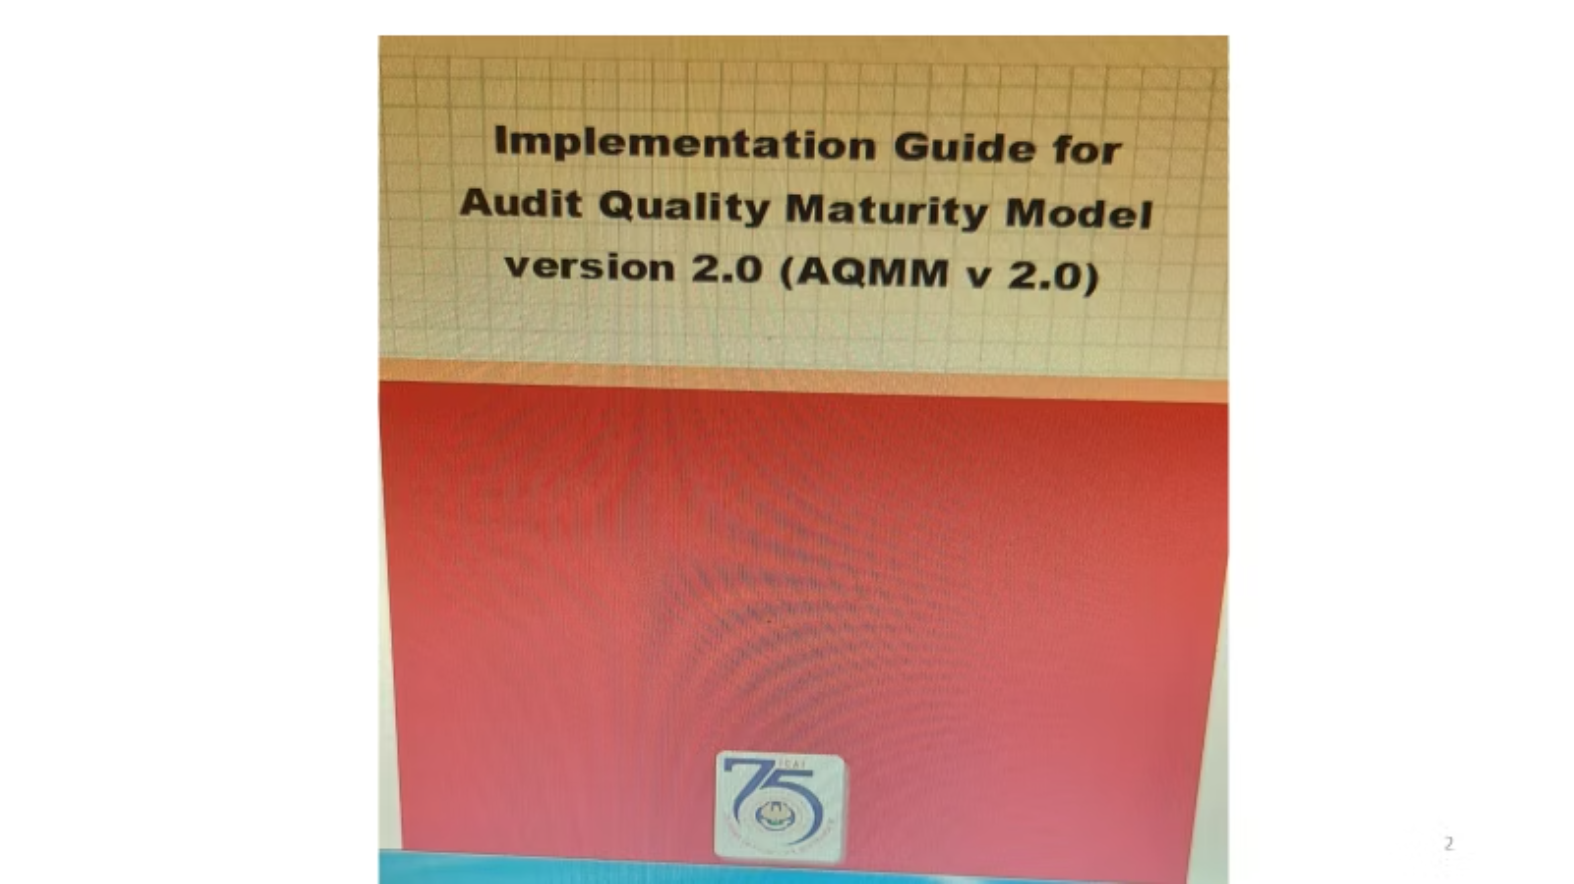 Implementation Guide for
Audit Quality Maturity Model
version 2.0 (AQMM v 2.0)
ICAI
75
2